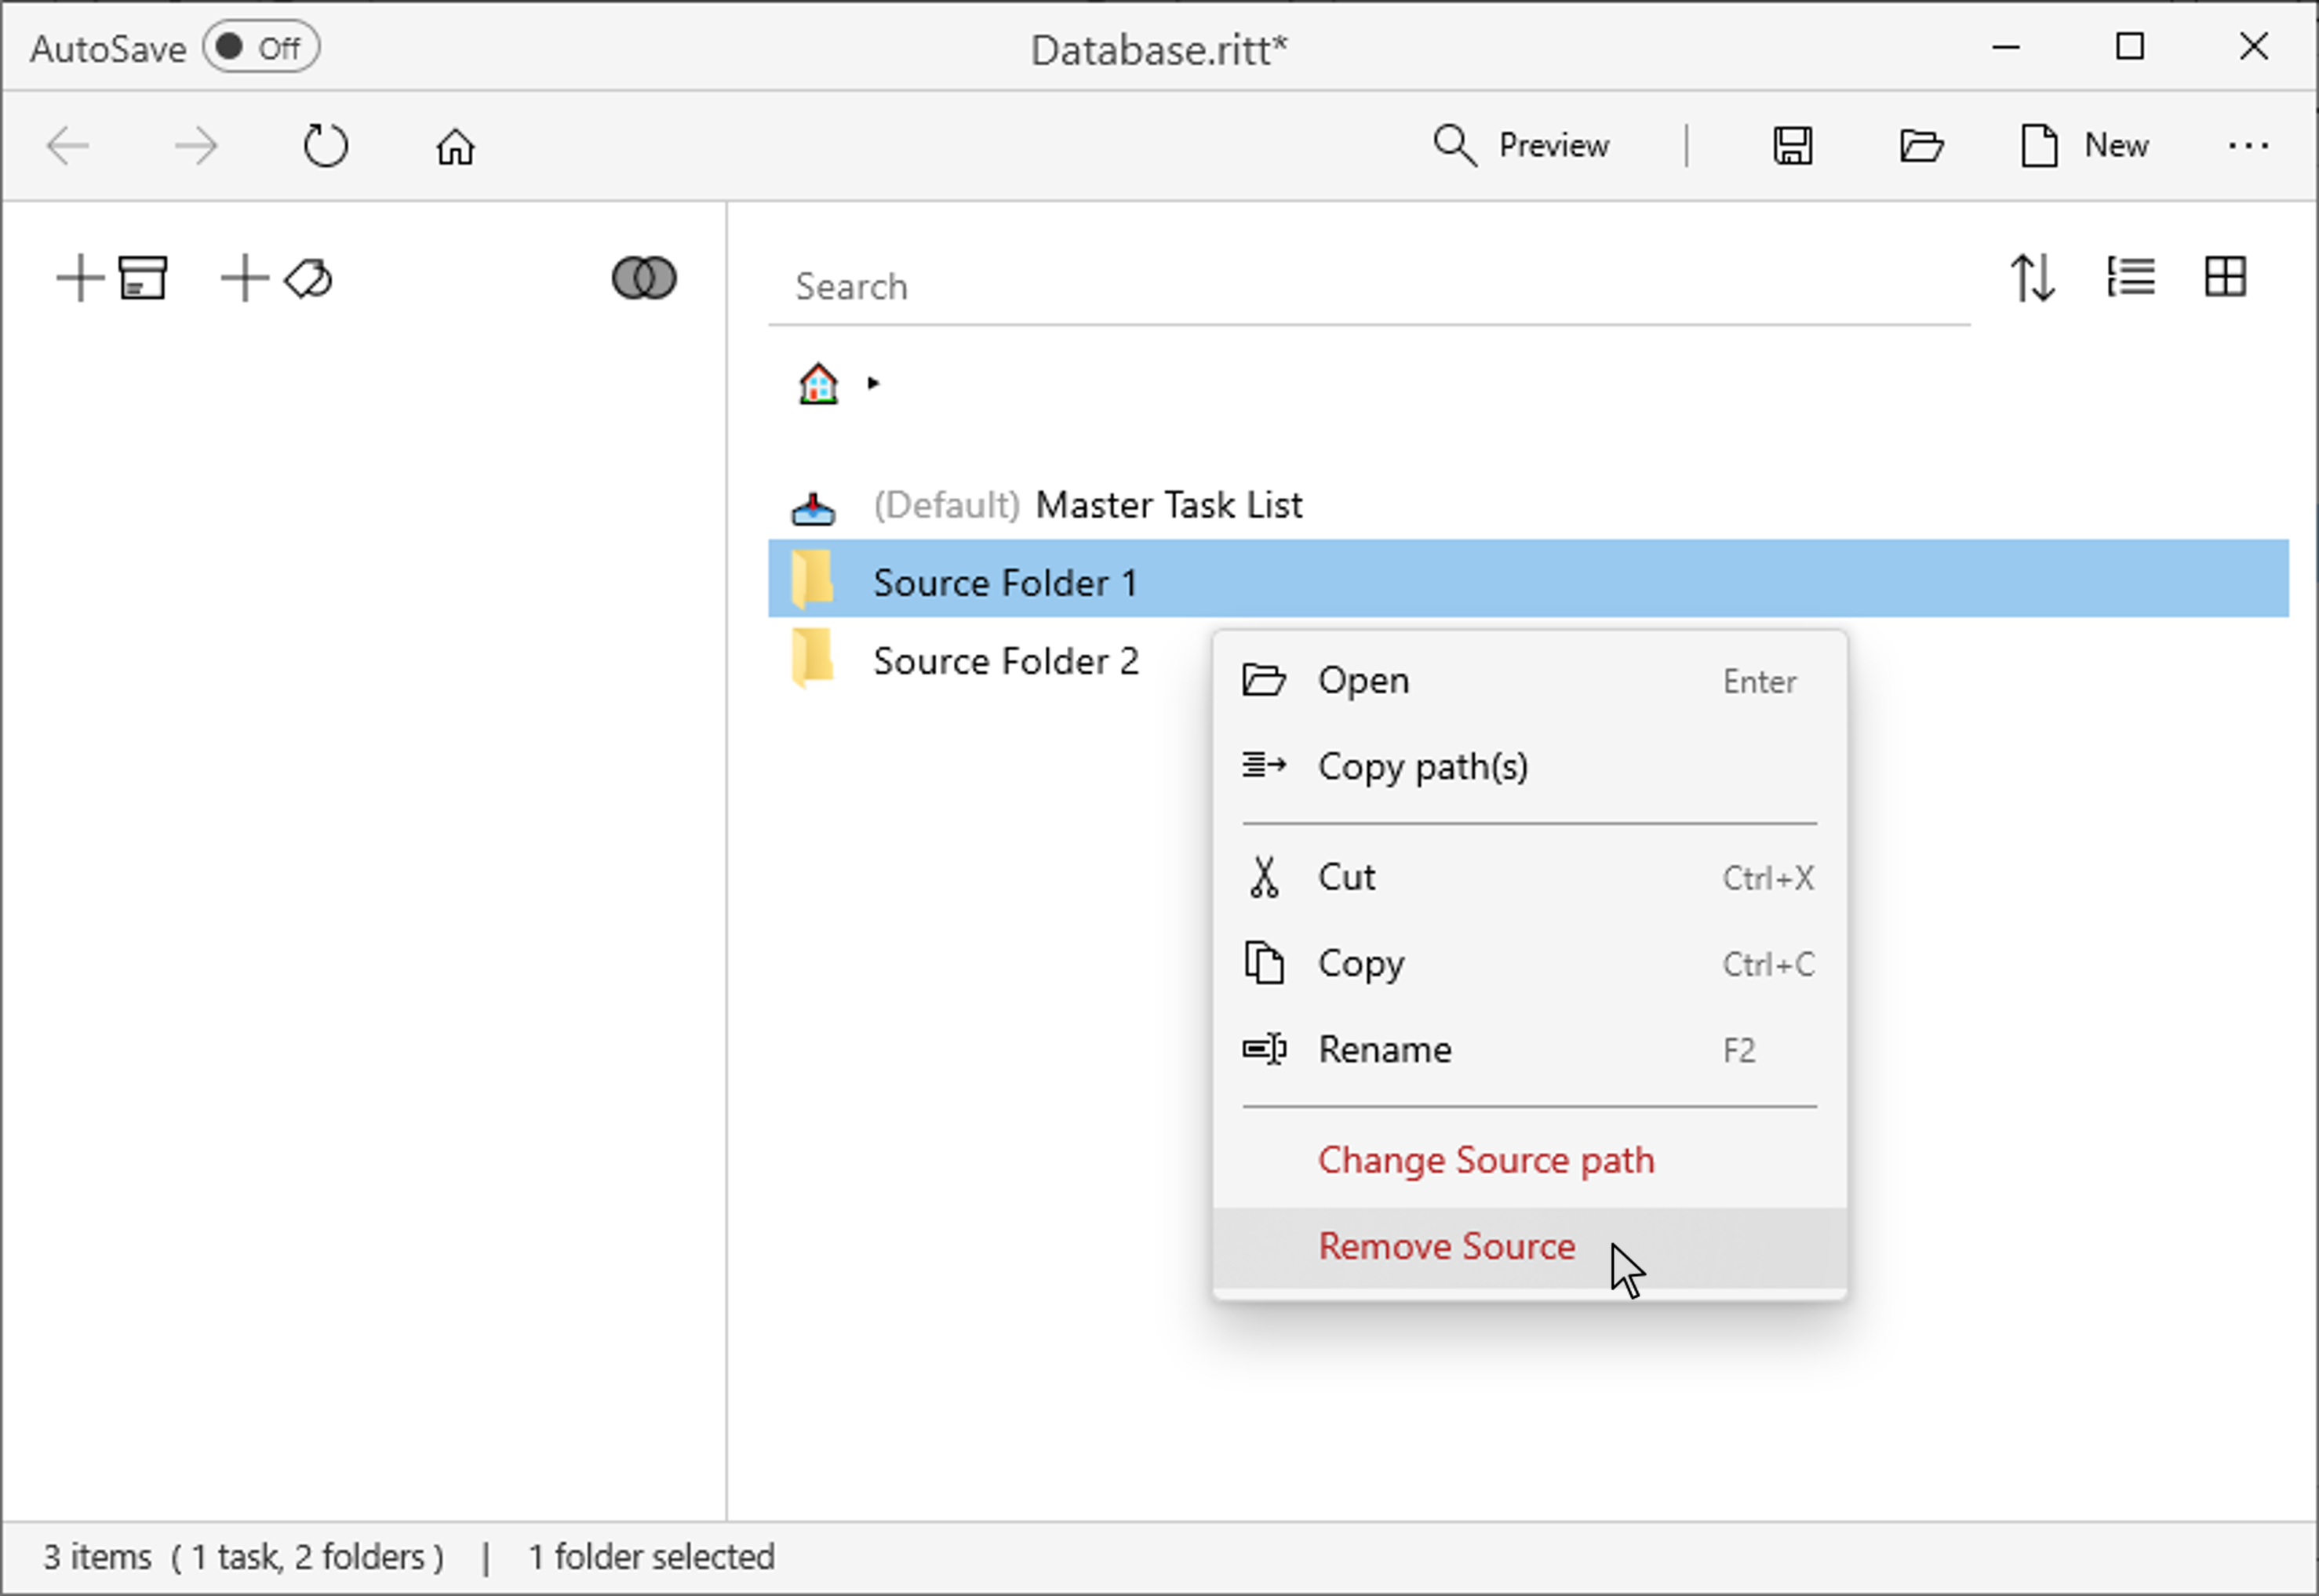 AutoSave Off Database.ritt*
Preview | New ...
Search
(Default) Master Task List
Source Folder 1
Source Folder 2
Open Enter
Copy path(s)
Cut Ctrl+X
Copy Ctrl+C
Rename F2
Change Source path
Remove Source
3 items ( 1 task, 2 folders ) | 1 folder selected